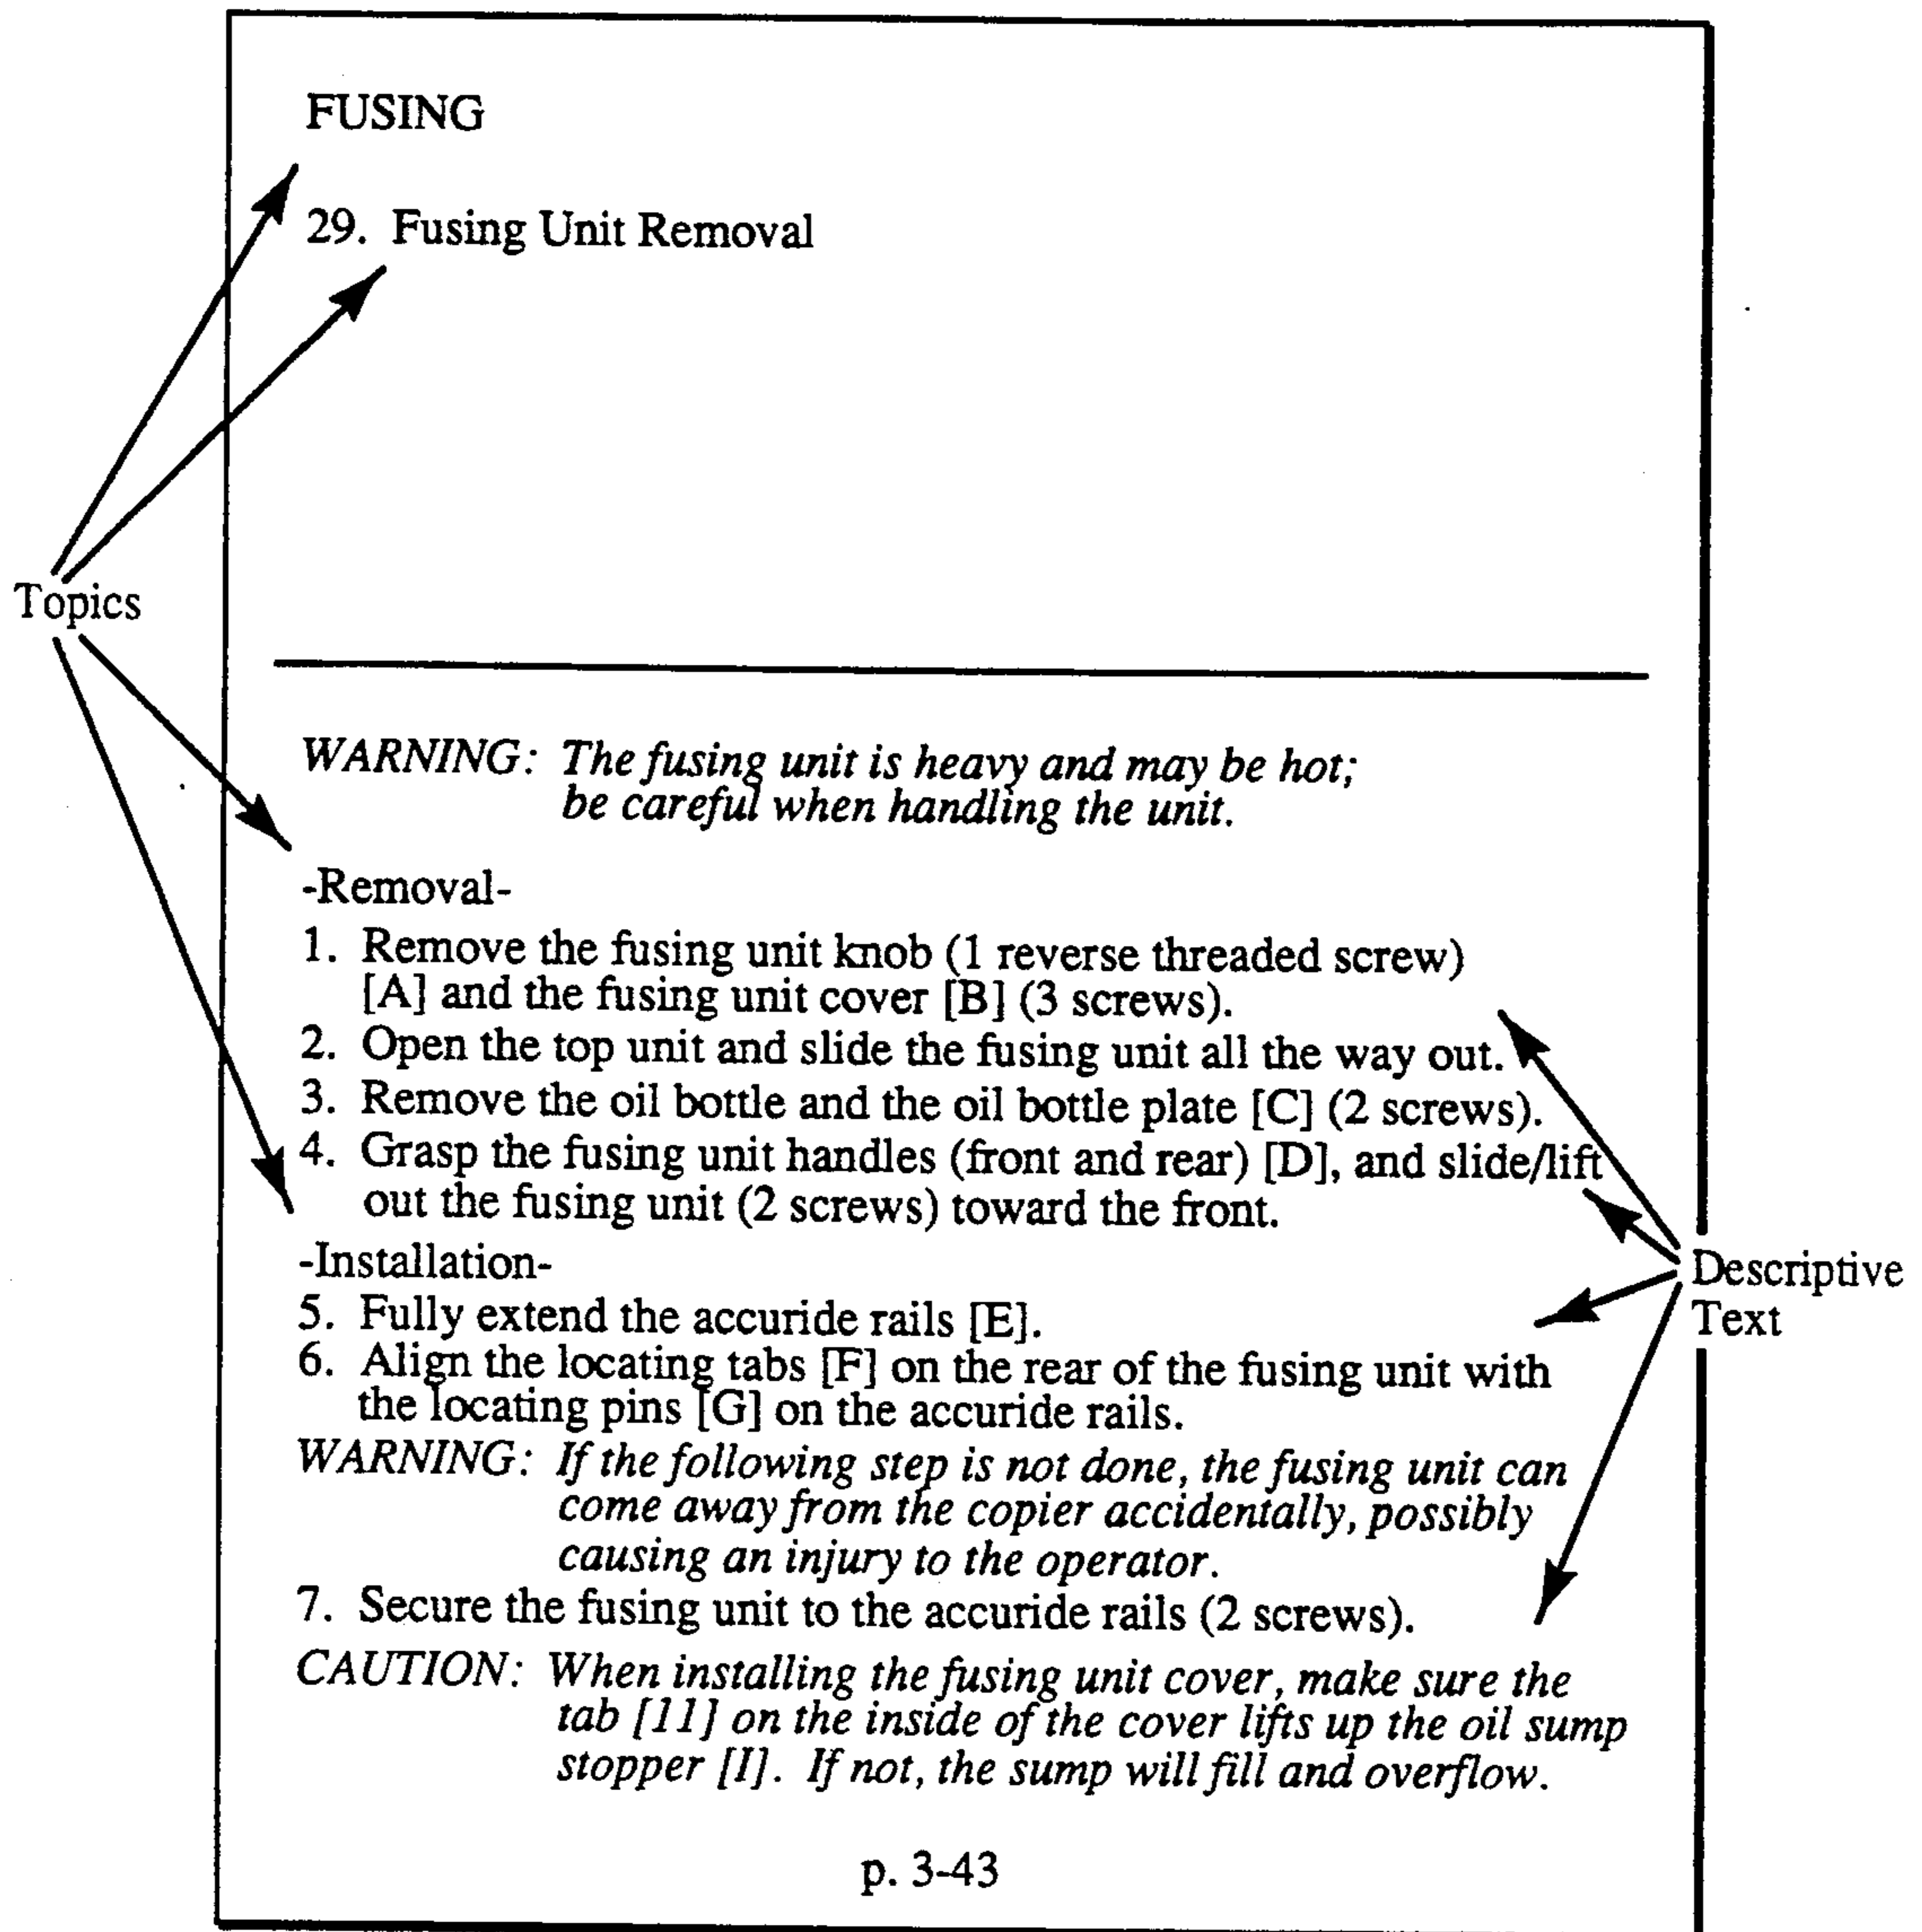 FUSING
29. Fusing Unit Removal
Topics
WARNING: The fusing unit is heavy and may be hot;
be careful when handling the unit.
-Removal-
1. Remove the fusing unit knob (1 reverse threaded screw)
[A] and the fusing unit cover [B] (3 screws).
2. Open the top unit and slide the fusing unit all the way out.
3. Remove the oil bottle and the oil bottle plate [C] (2 screws).
4. Grasp the fusing unit handles (front and rear) [D], and slide/lift
out the fusing unit (2 screws) toward the front.
-Installation-
Descriptive
Text
5. Fully extend the accuride rails [E].
6. Align the locating tabs [F] on the rear of the fusing unit with
the locating pins [G] on the accuride rails.
WARNING: If the following step is not done, the fusing unit can
come away from the copier accidentally, possibly
causing an injury to the operator.
7. Secure the fusing unit to the accuride rails (2 screws).
CAUTION: When installing the fusing unit cover, make sure the
tab [11] on the inside of the cover lifts up the oil sump
stopper [I]. If not, the sump will fill and overflow.
p. 3-43